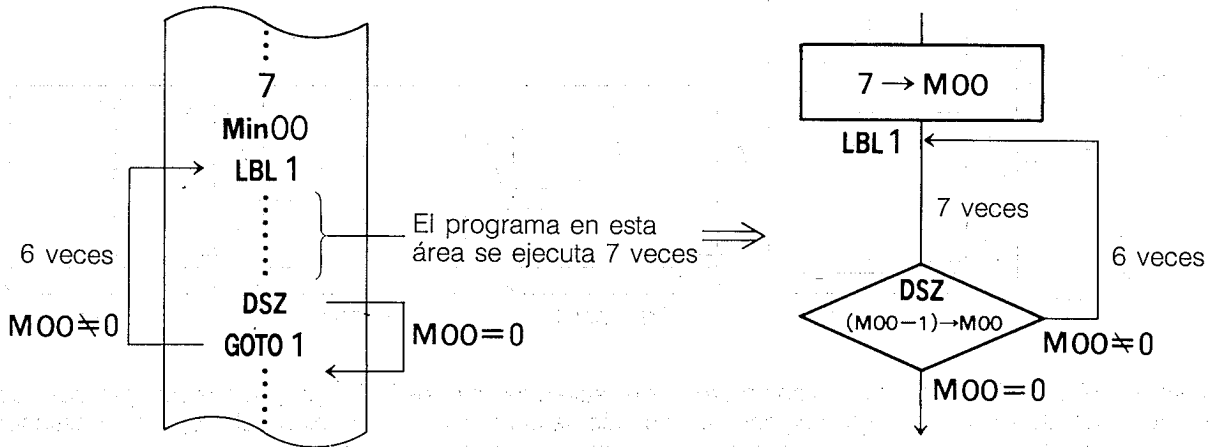 7
Min00
LBL 1
6 veces
M00≠0
El programa en esta
área se ejecuta 7 veces
DSZ
GOTO 1
M00=0
7 → M00
LBL 1
7 veces
6 veces
DSZ
(M00-1)→M00
M00≠0
M00=0